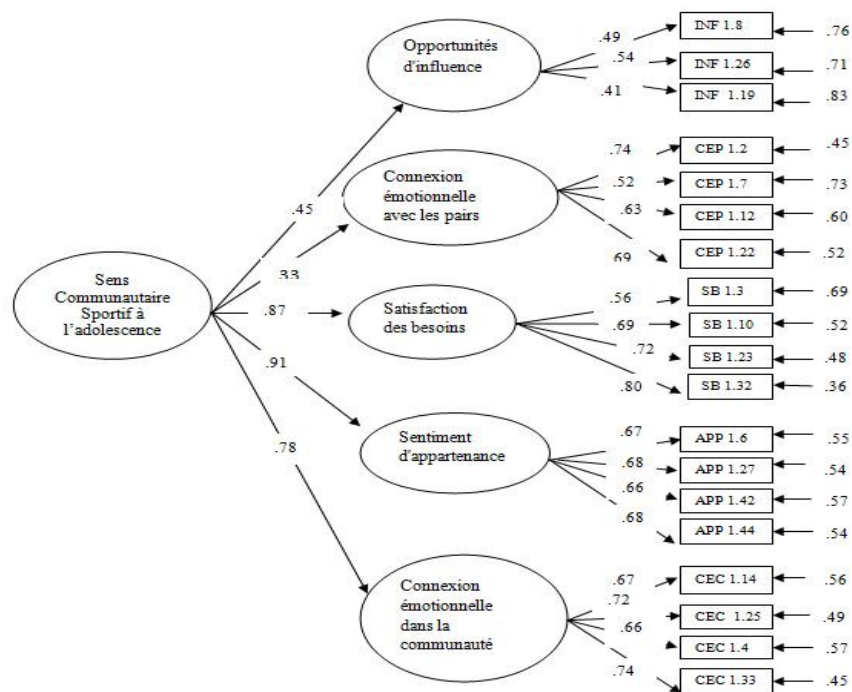 Opportunités
d'influence
.49
.54
.41
INF 1.8
.76
INF 1.26
.71
INF 1.19
.83
Connexion
émotionnelle
avec les pairs
.74
.52
.63
.69
CEP 1.2
.45
CEP 1.7
.73
CEP 1.12
.60
CEP 1.22
.52
Sens
Communautaire
Sportif à
l'adolescence
.45
.33
.87
.91
.78
Satisfaction
des besoins
.56
.69
.72
.80
SB 1.3
.69
SB 1.10
.52
SB 1.23
.48
SB 1.32
.36
Sentiment
d'appartenance
.67
.68
.66
.68
APP 1.6
.55
APP 1.27
.54
APP 1.42
.57
APP 1.44
.54
Connexion
émotionnelle
dans la
communauté
.67
.72
.66
.74
CEC 1.14
.56
CEC 1.25
.49
CEC 1.4
.57
CEC 1.33
.45